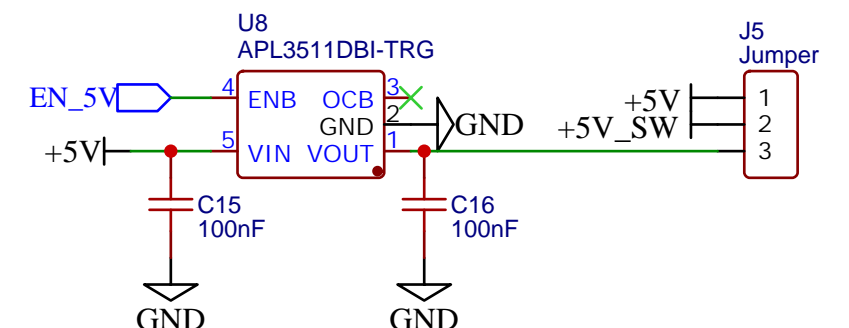 U8
APL3511DBI-TRG
J5
Jumper
EN_5V
4
ENB
OCB
3
+5V
1
GND
2
GND
+5V_SW
2
+5V
5
VIN
VOUT
1
3
C15
100nF
C16
100nF
GND
GND